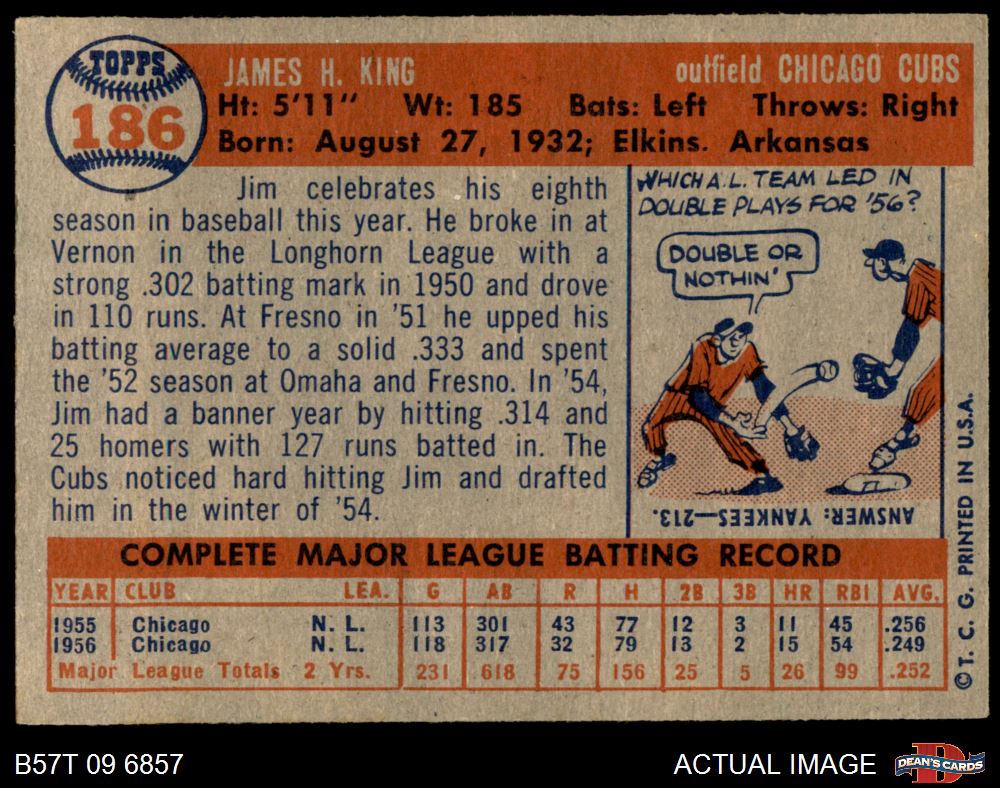 TOPPS
186
JAMES H. KING
outfield CHICAGO CUBS
Ht: 5'11" Wt: 185 Bats: Left Throws: Right
Born: August 27, 1932; Elkins. Arkansas
Jim celebrates his eighth
season in baseball this year. He broke in at
Vernon in the Longhorn League with a
strong .302 batting mark in 1950 and drove
in 110 runs. At Fresno in '51 he upped his
batting average to a solid .333 and spent
the '52 season at Omaha and Fresno. In '54,
Jim had a banner year by hitting .314 and
25 homers with 127 runs batted in. The
Cubs noticed hard hitting Jim and drafted
him in the winter of '54.
WHICH A.L. TEAM LED IN
DOUBLE PLAYS FOR '56?
DOUBLE OR
NOTHIN'
ANSWER: YANKEES—213.
COMPLETE MAJOR LEAGUE BATTING RECORD
YEAR CLUB LEA. G AB R H 2B 3B HR RBI AVG.
1955 Chicago N. L. 113 301 43 77 12 3 11 45 .256
1956 Chicago N. L. 118 317 32 79 13 2 15 54 .249
Major League Totals 2 Yrs. 231 618 75 156 25 5 26 99 .252
© T. C. G. PRINTED IN U.S.A.
B57T 09 6857
ACTUAL IMAGE
DEAN'S CARDS